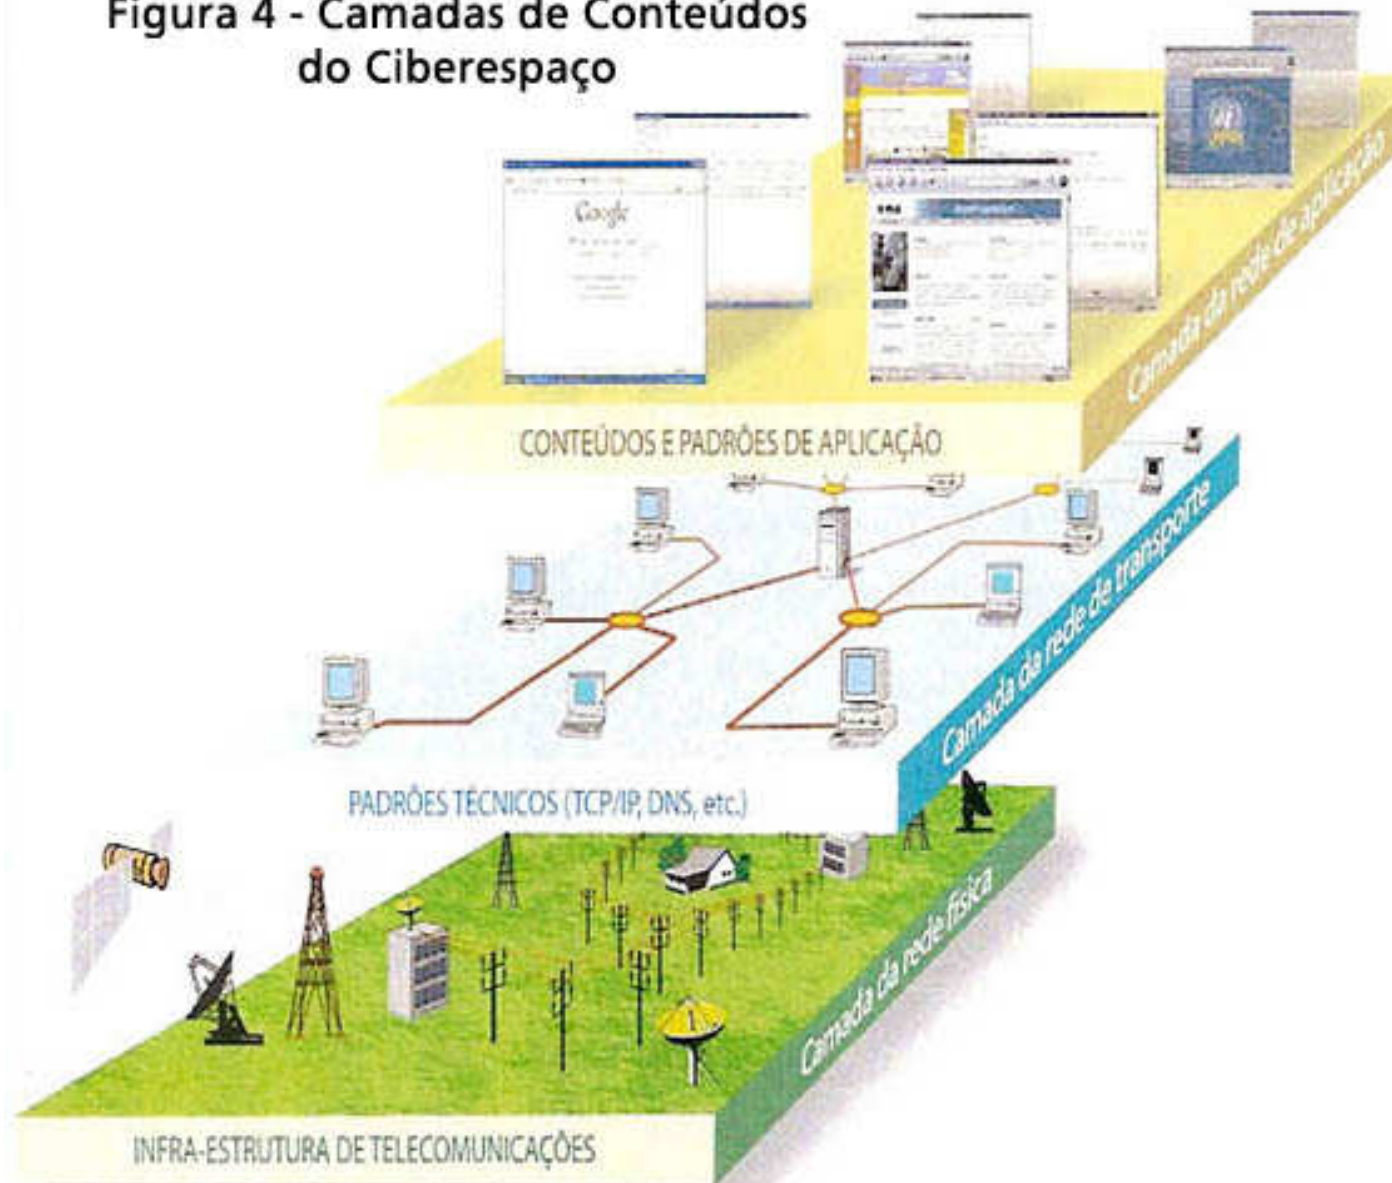 Figura 4 - Camadas de Conteúdos
do Ciberespaço
Google
Camada da rede de aplicação
CONTEÚDOS E PADRÕES DE APLICAÇÃO
Camada da rede de transporte
PADRÕES TÉCNICOS (TCP/IP, DNS, etc.)
Camada da rede física
INFRA-ESTRUTURA DE TELECOMUNICAÇÕES